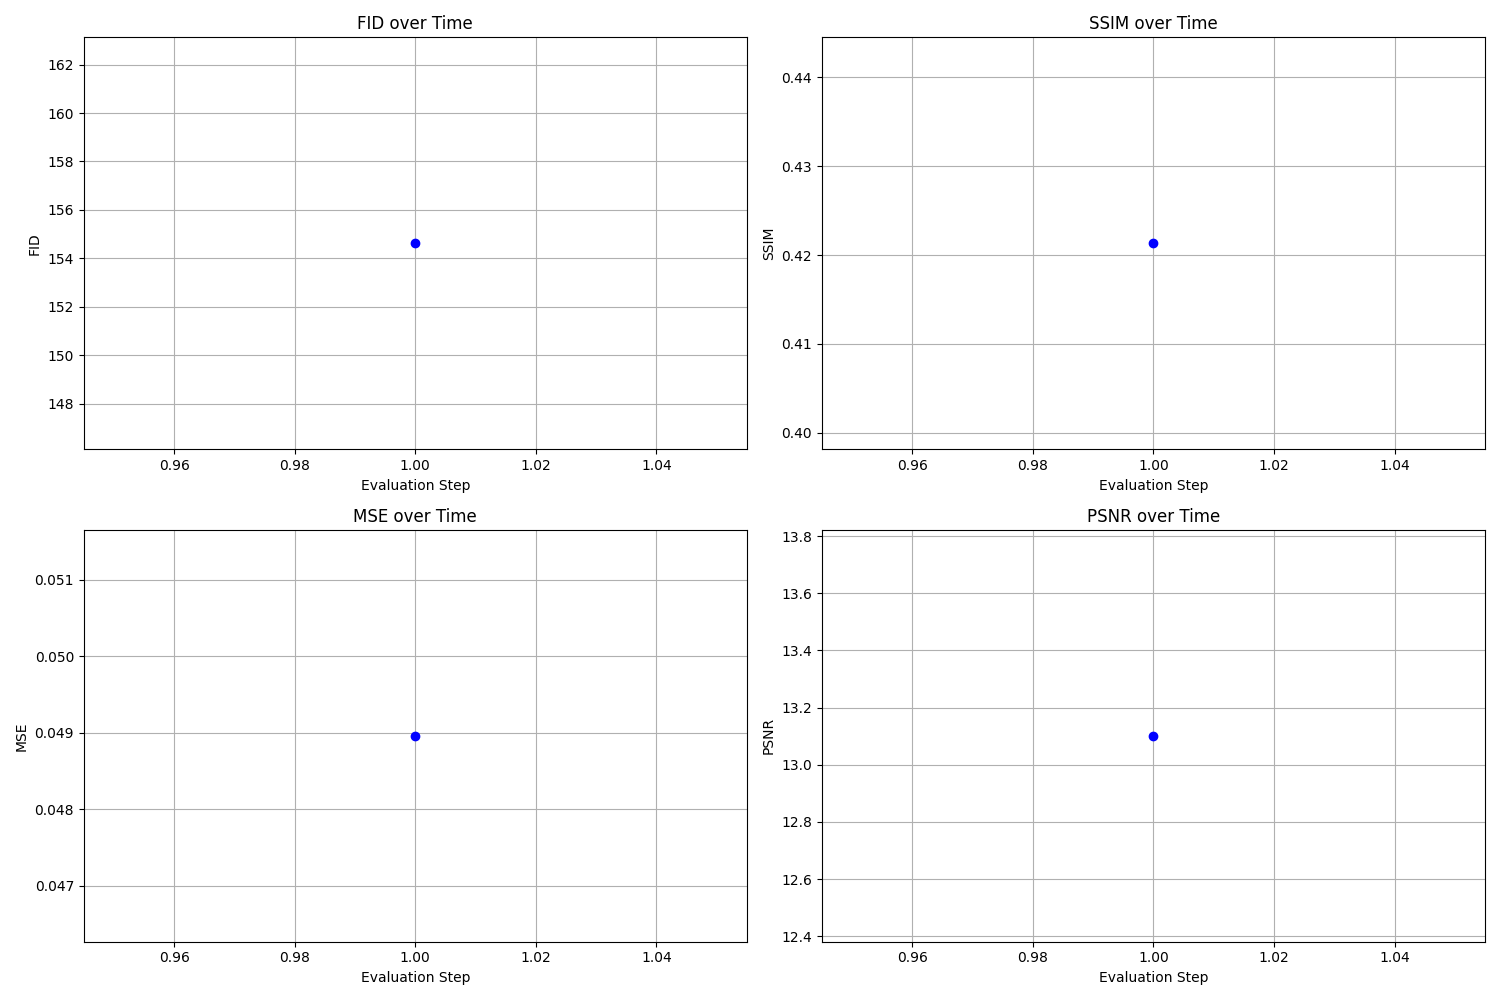 FID over Time
162
160
158
156
154
152
150
148
FID
0.96 0.98 1.00 1.02 1.04
Evaluation Step
SSIM over Time
0.44
0.43
0.42
0.41
0.40
SSIM
0.96 0.98 1.00 1.02 1.04
Evaluation Step
MSE over Time
0.051
0.050
0.049
0.048
0.047
MSE
0.96 0.98 1.00 1.02 1.04
Evaluation Step
PSNR over Time
13.8
13.6
13.4
13.2
13.0
12.8
12.6
12.4
PSNR
0.96 0.98 1.00 1.02 1.04
Evaluation Step